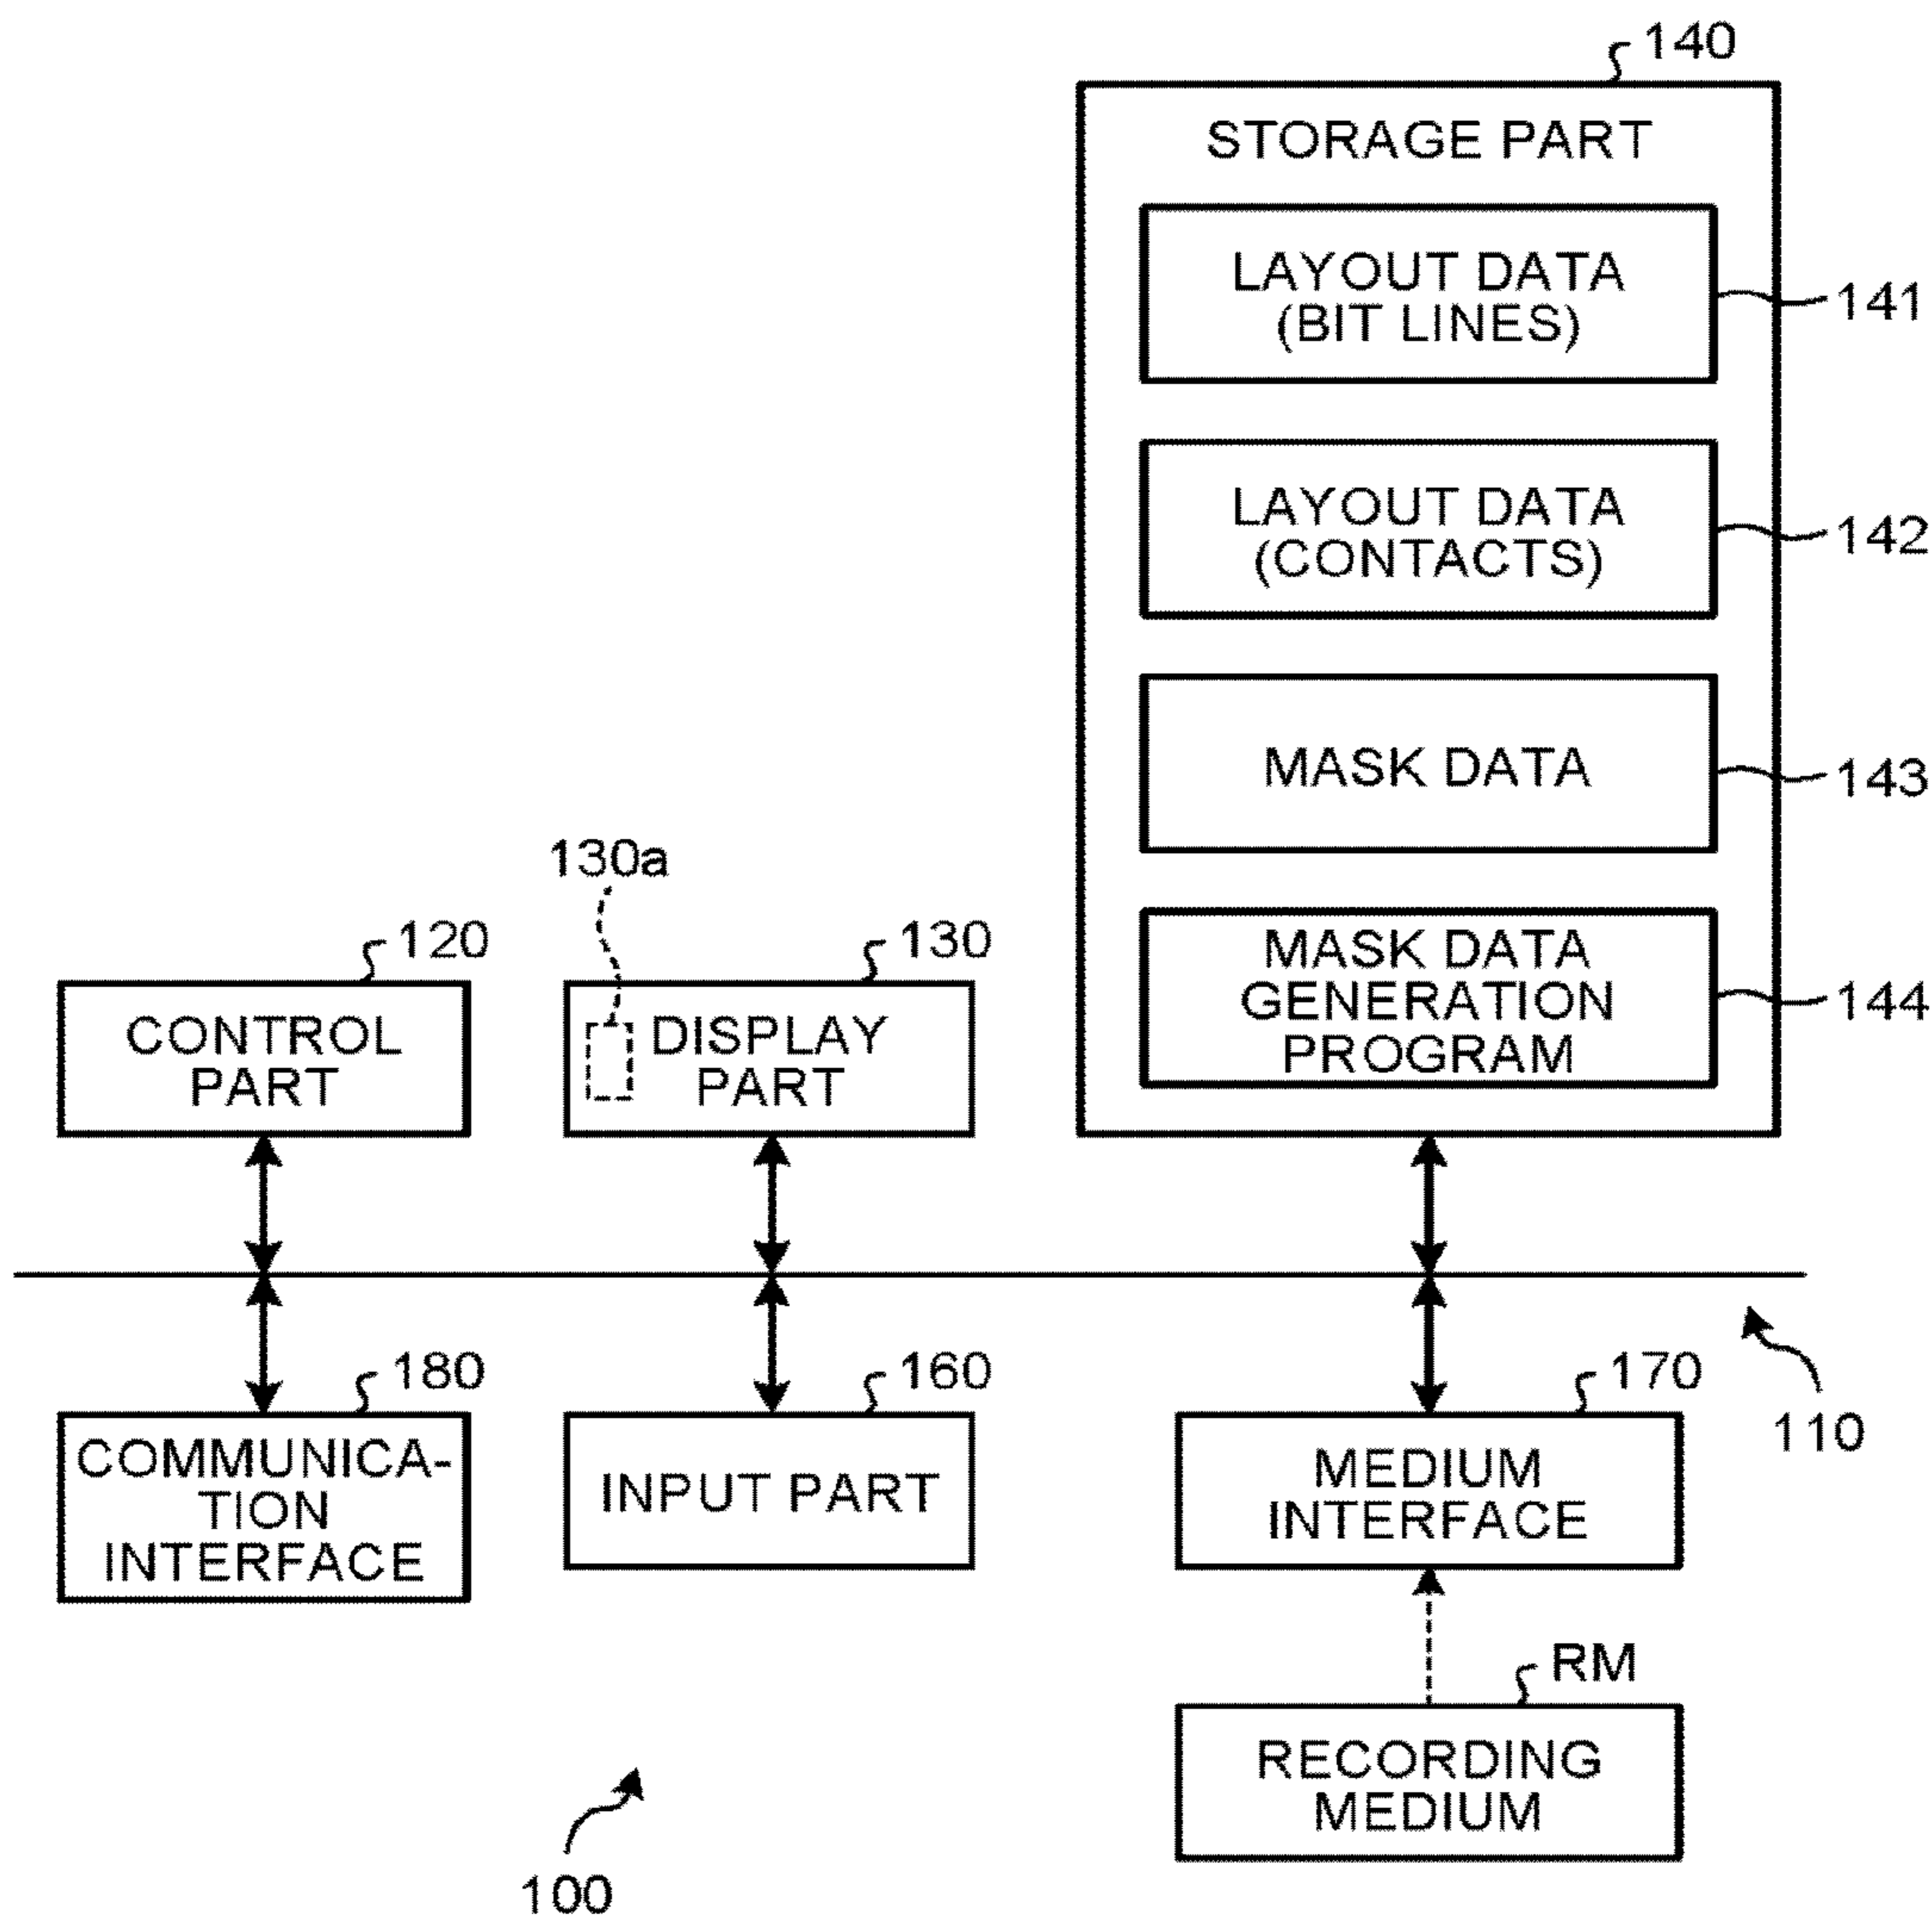 140
STORAGE PART
LAYOUT DATA
(BIT LINES)
141
LAYOUT DATA
(CONTACTS)
142
MASK DATA
143
MASK DATA
GENERATION
PROGRAM
144
130a
120
CONTROL
PART
130
DISPLAY
PART
110
180
COMMUNICA-
TION
INTERFACE
160
INPUT PART
170
MEDIUM
INTERFACE
RM
RECORDING
MEDIUM
100